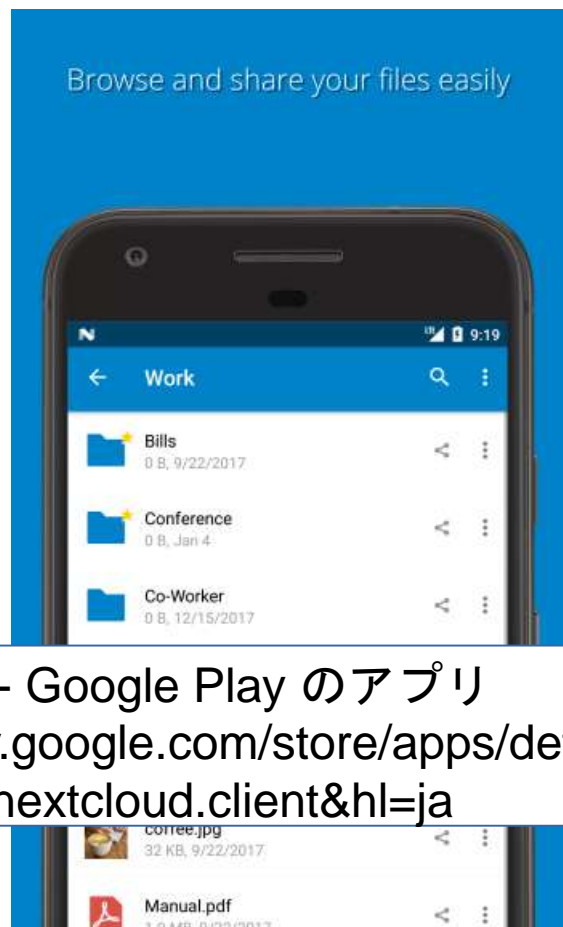 Browse and share your files easily
9:19
Work
Bills
0 B, 9/22/2017
Conference
0 B, Jan 4
Co-Worker
0 B, 12/15/2017
- Google Play のアプリ
.google.com/store/apps/de
nextcloud.client&hl=ja
coffee.jpg
32 KB, 9/22/2017
Manual.pdf